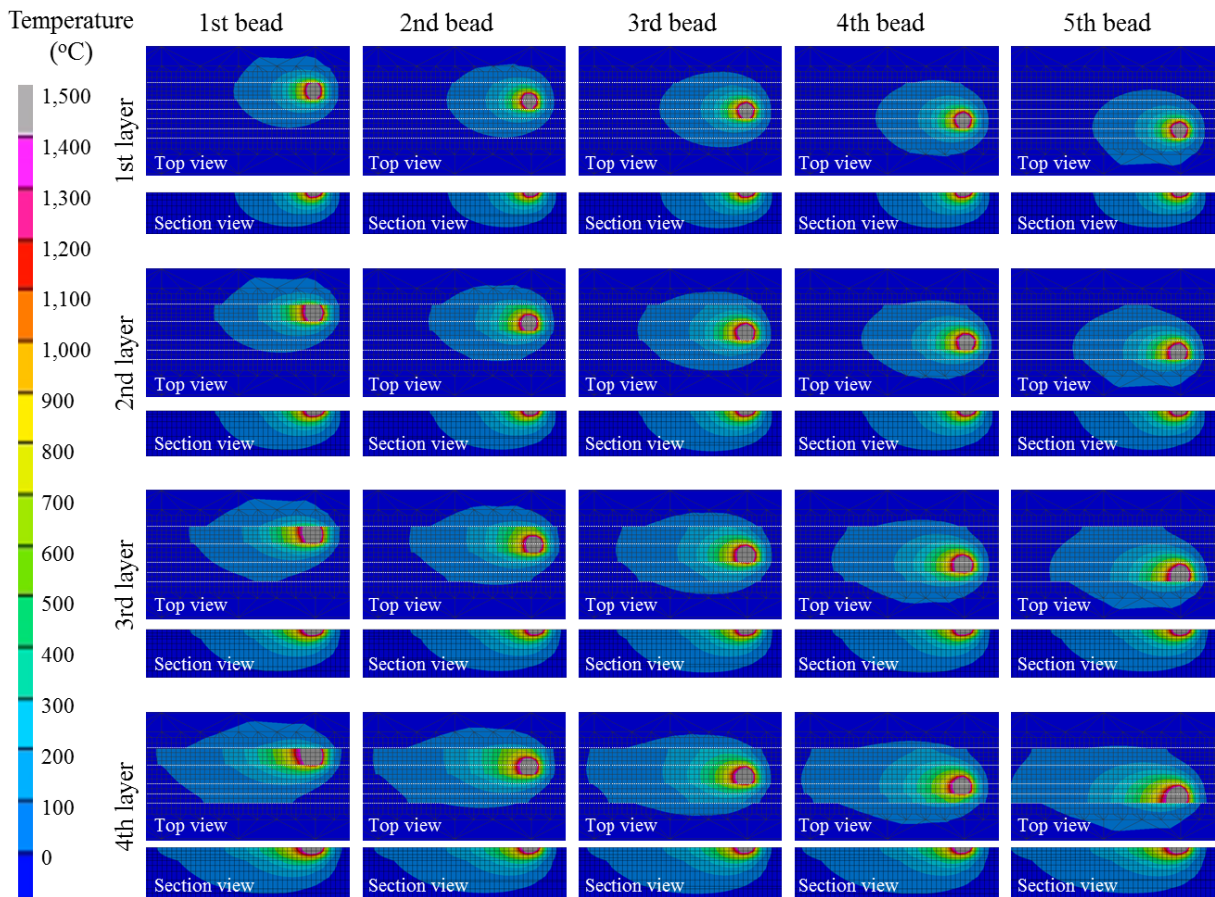 Temperature
(°C)
1st bead
2nd bead
3rd bead
4th bead
5th bead
1,500
1,400
1,300
1,200
1,100
1,000
900
800
700
600
500
400
300
200
100
0
1st layer
Top view
Top view
Top view
Top view
Top view
Section view
Section view
Section view
Section view
Section view
2nd layer
Top view
Top view
Top view
Top view
Top view
Section view
Section view
Section view
Section view
Section view
3rd layer
Top view
Top view
Top view
Top view
Top view
Section view
Section view
Section view
Section view
Section view
4th layer
Top view
Top view
Top view
Top view
Top view
Section view
Section view
Section view
Section view
Section view